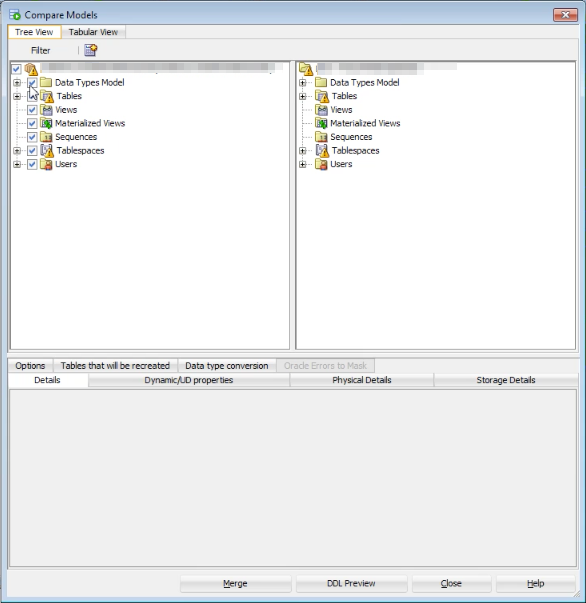 Compare Models
Tree View Tabular View
Filter
Data Types Model
Tables
Views
Materialized Views
Sequences
Tablespaces
Users
Data Types Model
Tables
Views
Materialized Views
Sequences
Tablespaces
Users
Options Tables that will be recreated Data type conversion Oracle Errors to Mask
Details Dynamic/UD properties Physical Details Storage Details
Merge DDL Preview Close Help